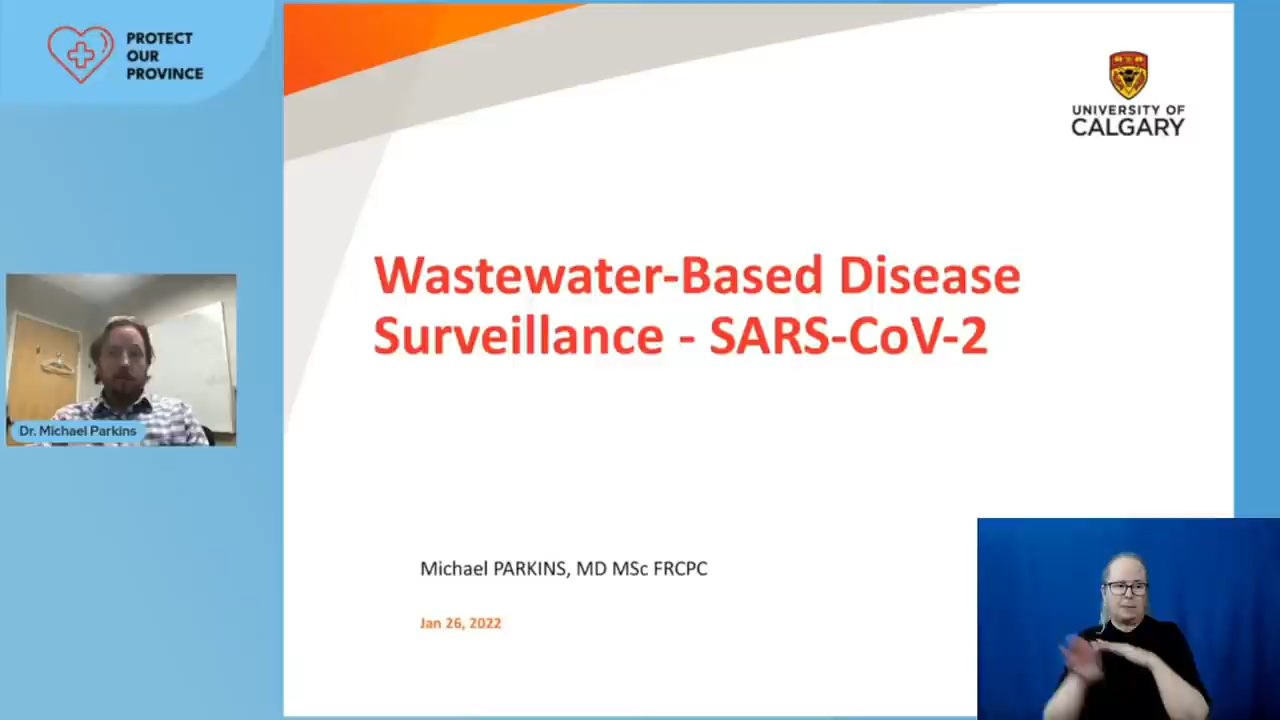 PROTECT
OUR
PROVINCE
UNIVERSITY OF
CALGARY
Wastewater-Based Disease
Surveillance - SARS-CoV-2
Dr. Michael Parkins
Michael PARKINS, MD MSc FRCPC
Jan 26, 2022